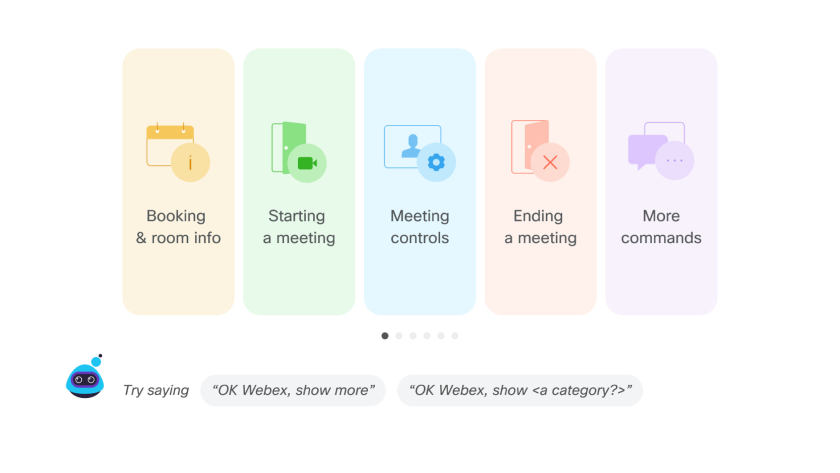 Booking
& room info
Starting
a meeting
Meeting
controls
Ending
a meeting
More
commands
Try saying “OK Webex, show more” “OK Webex, show <a category?>”